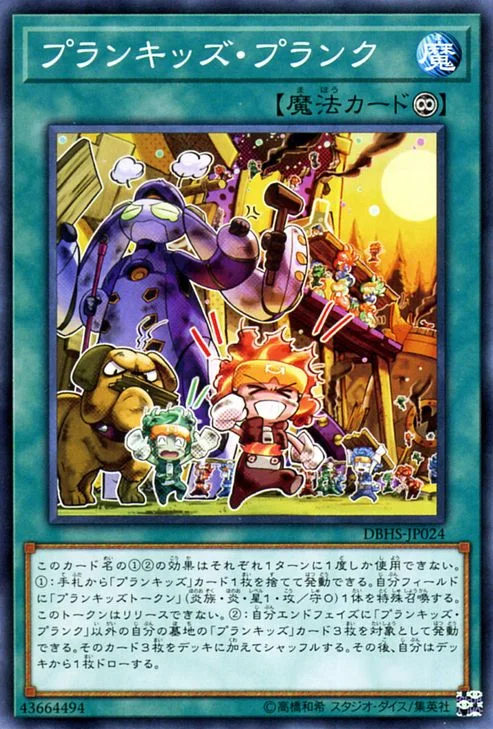 プランキッズ・プランク
魔
【魔法カード】
DBHS-JP024
このカード名の①②の効果はそれぞれ1ターンに1度しか使用できない。
①：手札から「プランキッズ」カード1枚を捨てて発動できる。自分フィールド
に「プランキッズトークン」（炎族・炎・星1・攻／守0）1体を特殊召喚する。
このトークンはリリースできない。②：自分エンドフェイズに「プランキッズ・
プランク」以外の自分の墓地の「プランキッズ」カード3枚を対象として発動
できる。そのカード3枚をデッキに加えてシャッフルする。その後、自分はデッ
キから1枚ドローする。
43664494
©高橋和希 スタジオ・ダイス/集英社